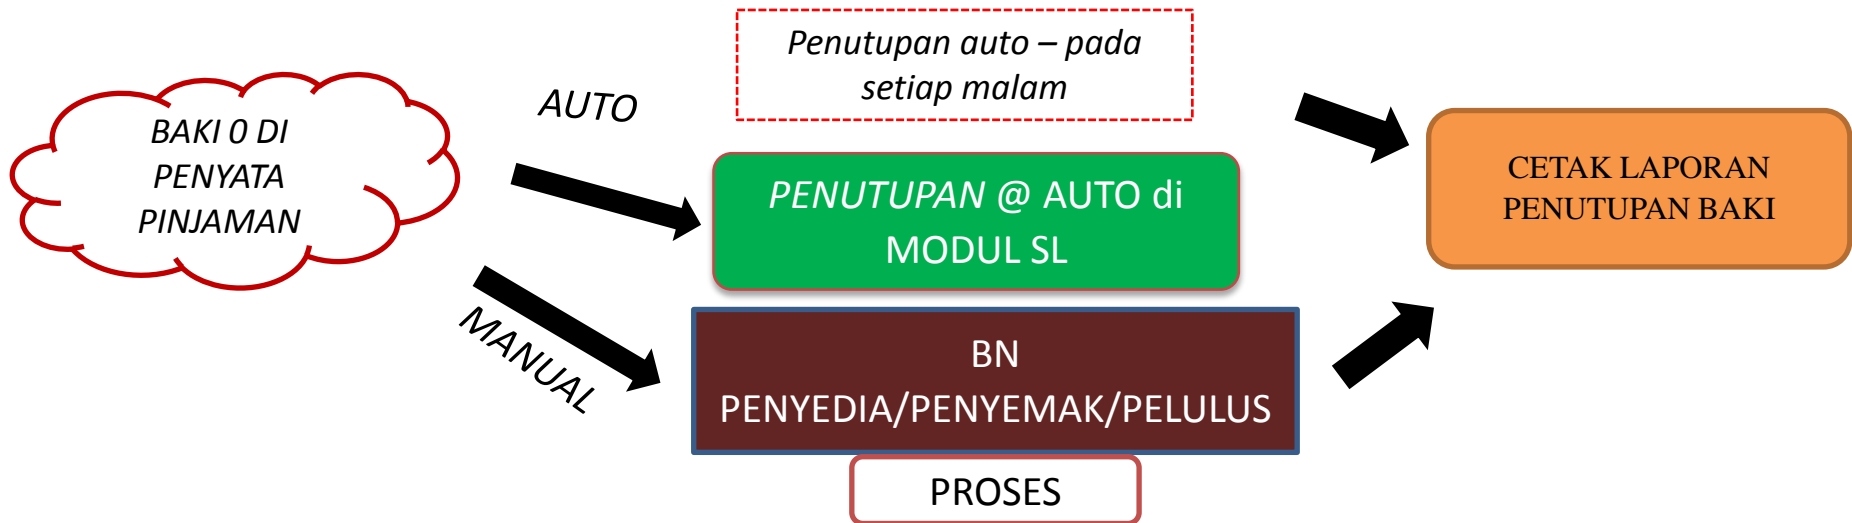 BAKI 0 DI
PENYATA
PINJAMAN
AUTO
MANUAL
Penutupan auto – pada
setiap malam
PENUTUPAN @ AUTO di
MODUL SL
BN
PENYEDIA/PENYEMAK/PELULUS
PROSES
CETAK LAPORAN
PENUTUPAN BAKI